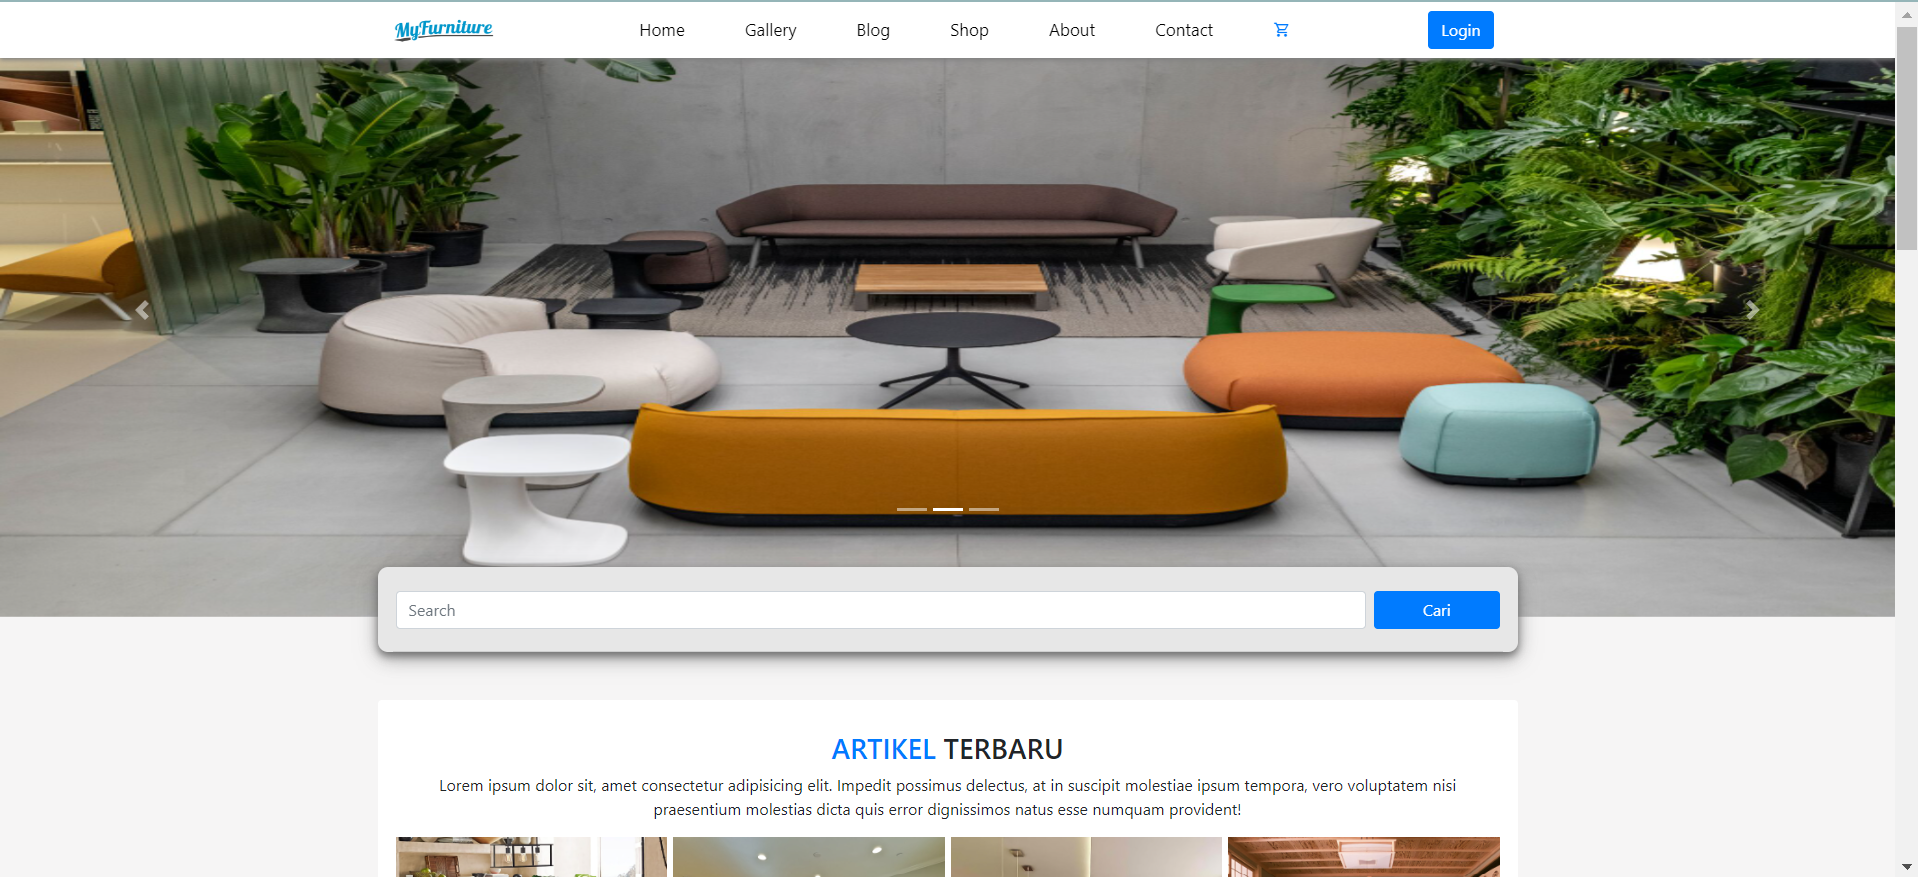 MyFurniture
Home
Gallery
Blog
Shop
About
Contact
Login
Search
Cari
ARTIKEL TERBARU
Lorem ipsum dolor sit, amet consectetur adipisicing elit. Impedit possimus delectus, at in suscipit molestiae ipsum tempora, vero voluptatem nisi
praesentium molestias dicta quis error dignissimos natus esse numquam provident!